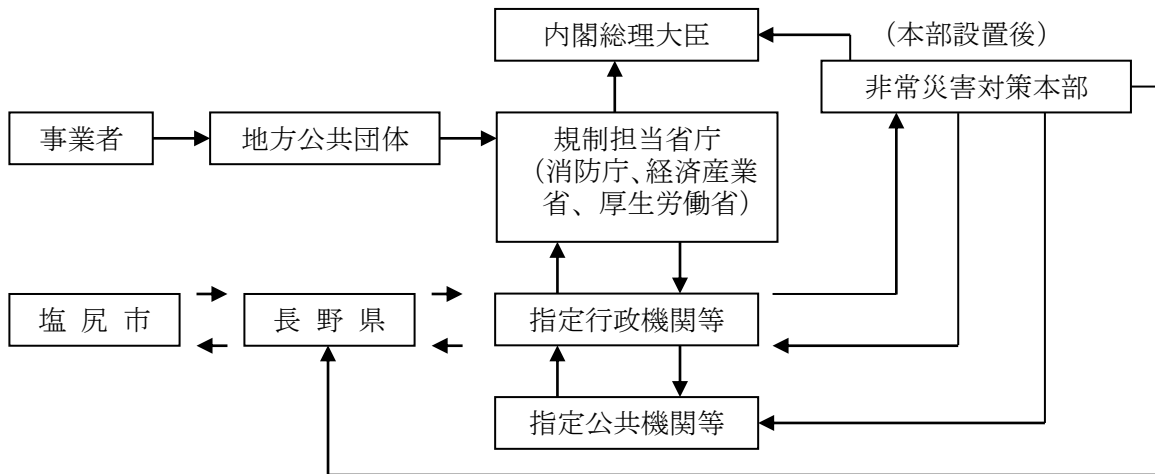 内閣総理大臣
（本部設置後）
非常災害対策本部
事業者
地方公共団体
規制担当省庁
（消防庁、経済産業
省、厚生労働省）
塩尻市
長野県
指定行政機関等
指定公共機関等